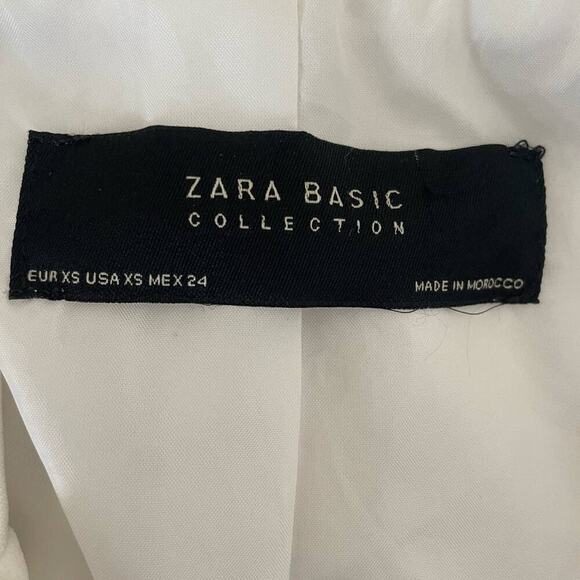 ZARA BASIC
COLLECTION
EUR XS USA XS MEX 24
MADE IN MOROCCO